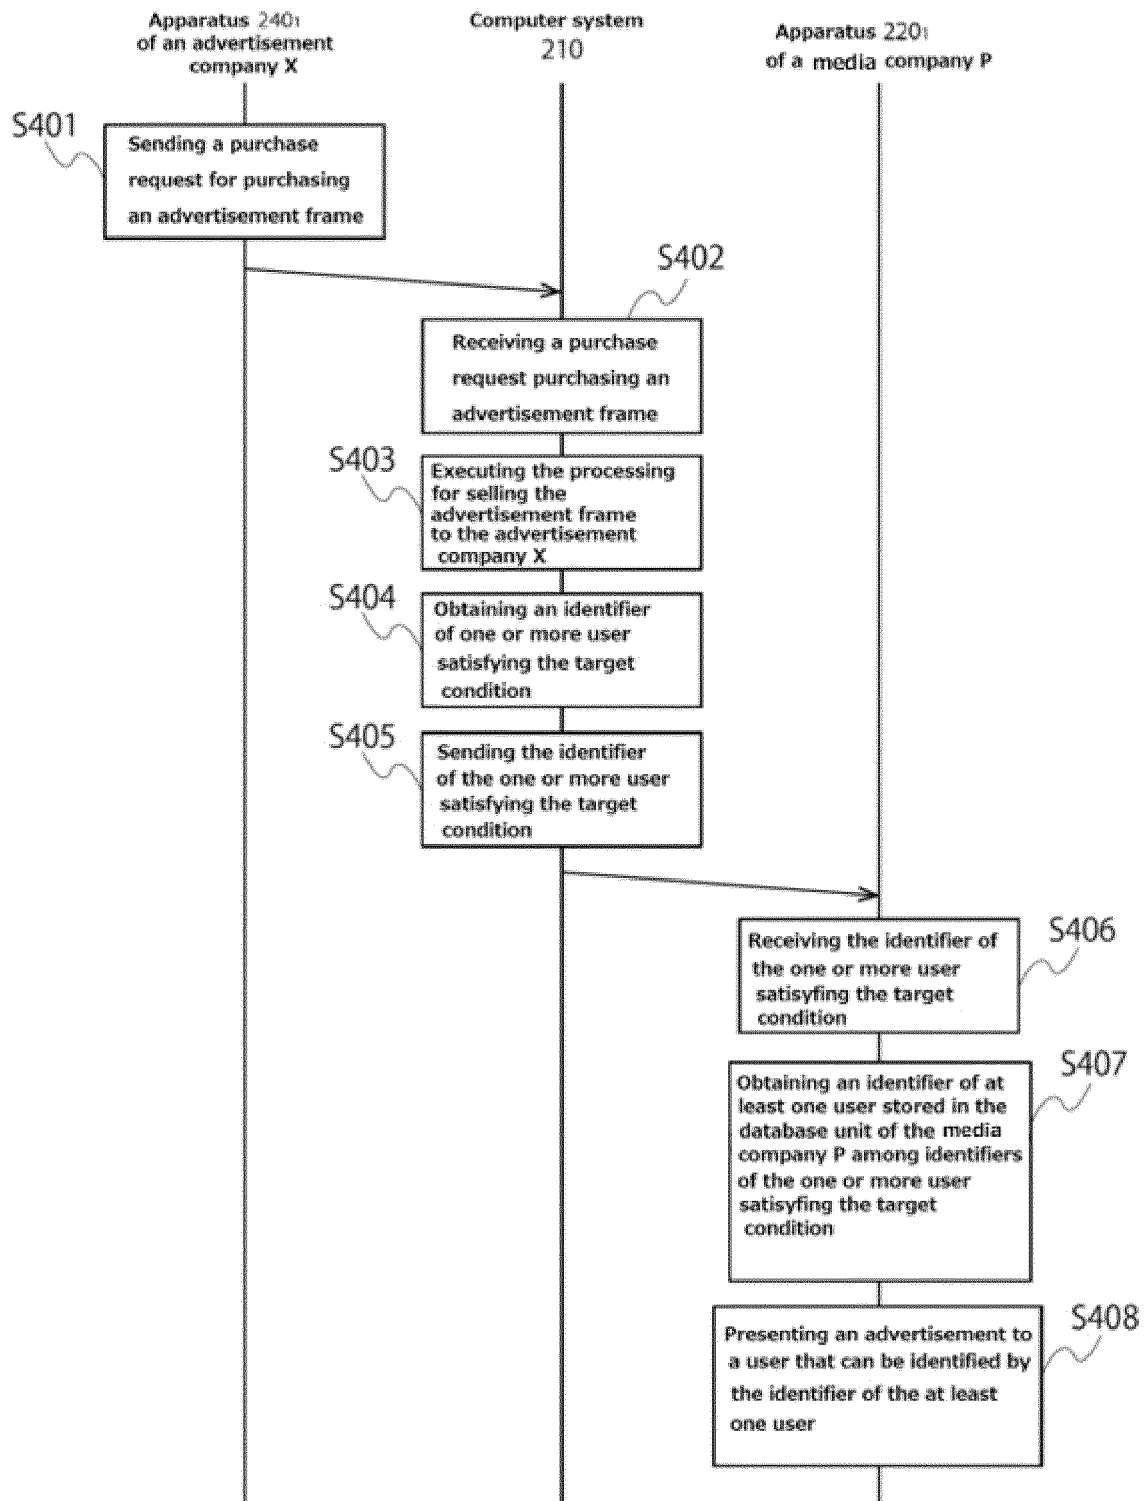 Apparatus 240₁
of an advertisement
company X
Computer system
210
Apparatus 220₁
of a media company P
S401
Sending a purchase
request for purchasing
an advertisement frame
S402
Receiving a purchase
request purchasing an
advertisement frame
S403
Executing the processing
for selling the
advertisement frame
to the advertisement
company X
S404
Obtaining an identifier
of one or more user
satisfying the target
condition
S405
Sending the identifier
of the one or more user
satisfying the target
condition
S406
Receiving the identifier of
the one or more user
satisyfing the target
condition
S407
Obtaining an identifier of at
least one user stored in the
database unit of the media
company P among identifiers
of the one or more user
satisyfing the target
condition
S408
Presenting an advertisement to
a user that can be identified by
the identifier of the at least
one user